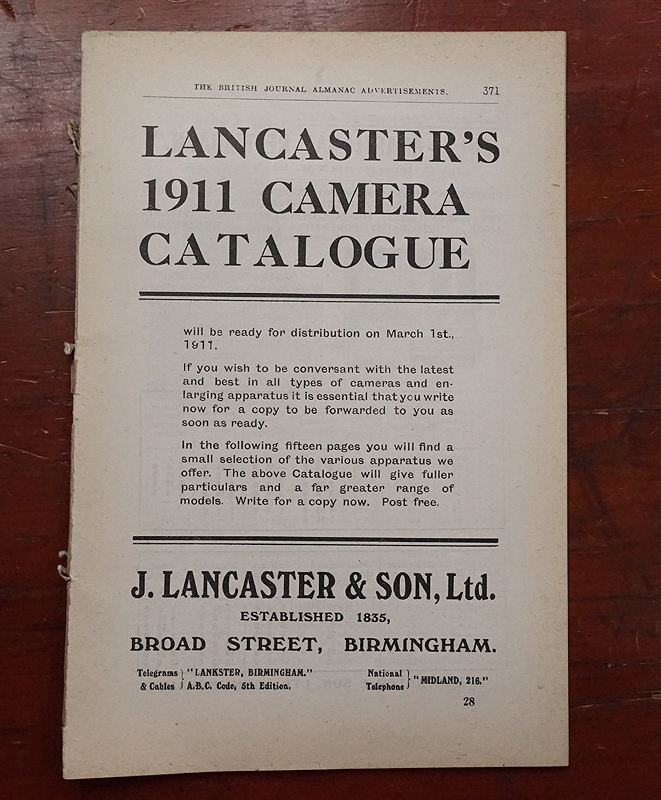 THE BRITISH JOURNAL ALMANAC ADVERTISEMENTS. 371
LANCASTER'S
1911 CAMERA
CATALOGUE
will be ready for distribution on March 1st.,
1911.
If you wish to be conversant with the latest
and best in all types of cameras and en-
larging apparatus it is essential that you write
now for a copy to be forwarded to you as
soon as ready.
In the following fifteen pages you will find a
small selection of the various apparatus we
offer. The above Catalogue will give fuller
particulars and a far greater range of
models. Write for a copy now. Post free.
J. LANCASTER & SON, Ltd.
ESTABLISHED 1835,
BROAD STREET, BIRMINGHAM.
Telegrams } "LANKSTER, BIRMINGHAM."
& Cables } A.B.C. Code, 5th Edition.
National
Telephone } "MIDLAND, 216."
28